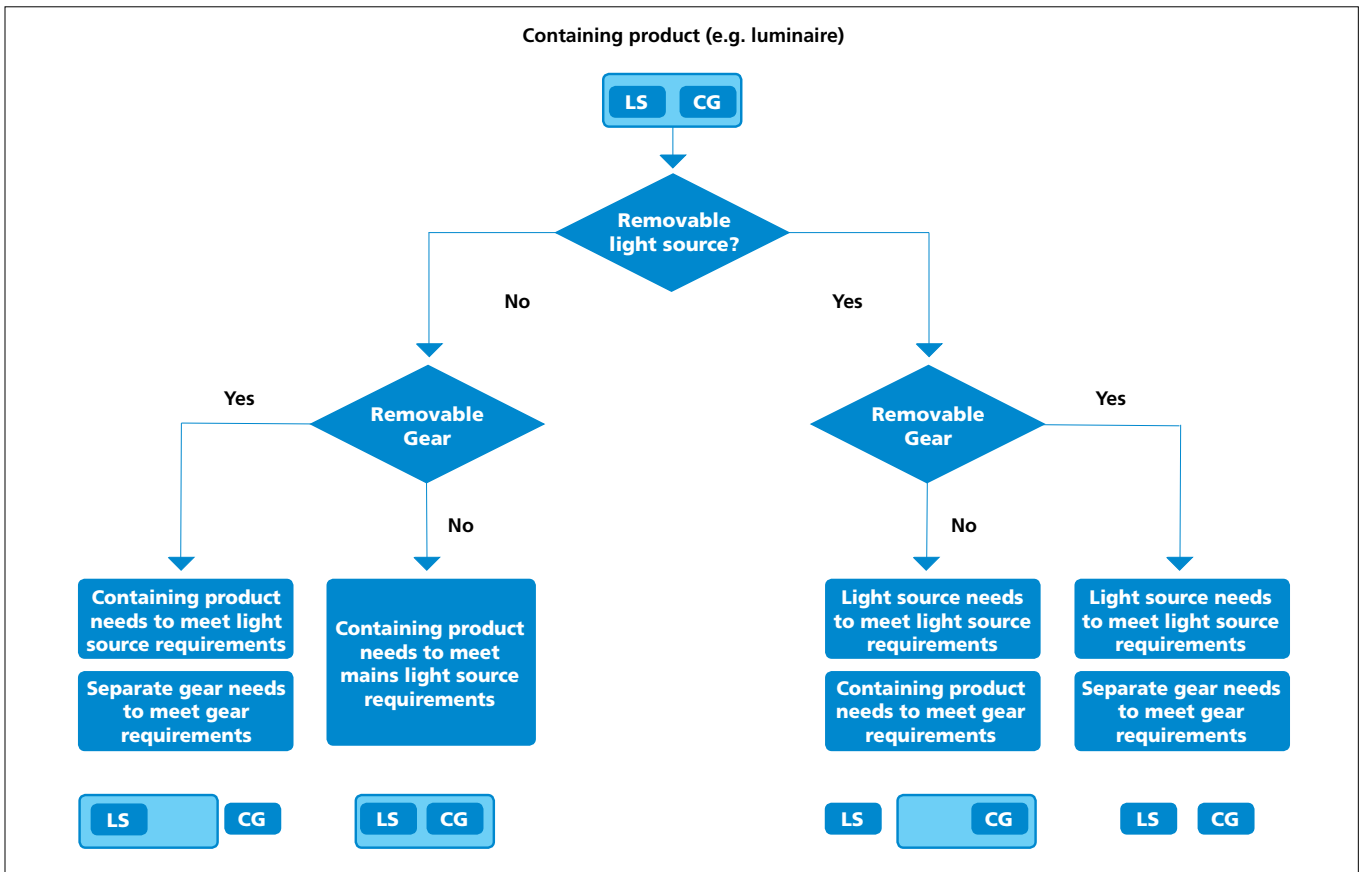 Containing product (e.g. luminaire)
LS
CG
Removable
light source?
No
Yes
Yes
Removable
Gear
Removable
Gear
Yes
No
No
Containing product
needs to meet light
source requirements
Containing product
needs to meet
mains light source
requirements
Light source needs
to meet light source
requirements
Light source needs
to meet light source
requirements
Separate gear needs
to meet gear
requirements
Containing product
needs to meet gear
requirements
Separate gear needs
to meet gear
requirements
LS
CG
LS
CG
LS
CG
LS
CG